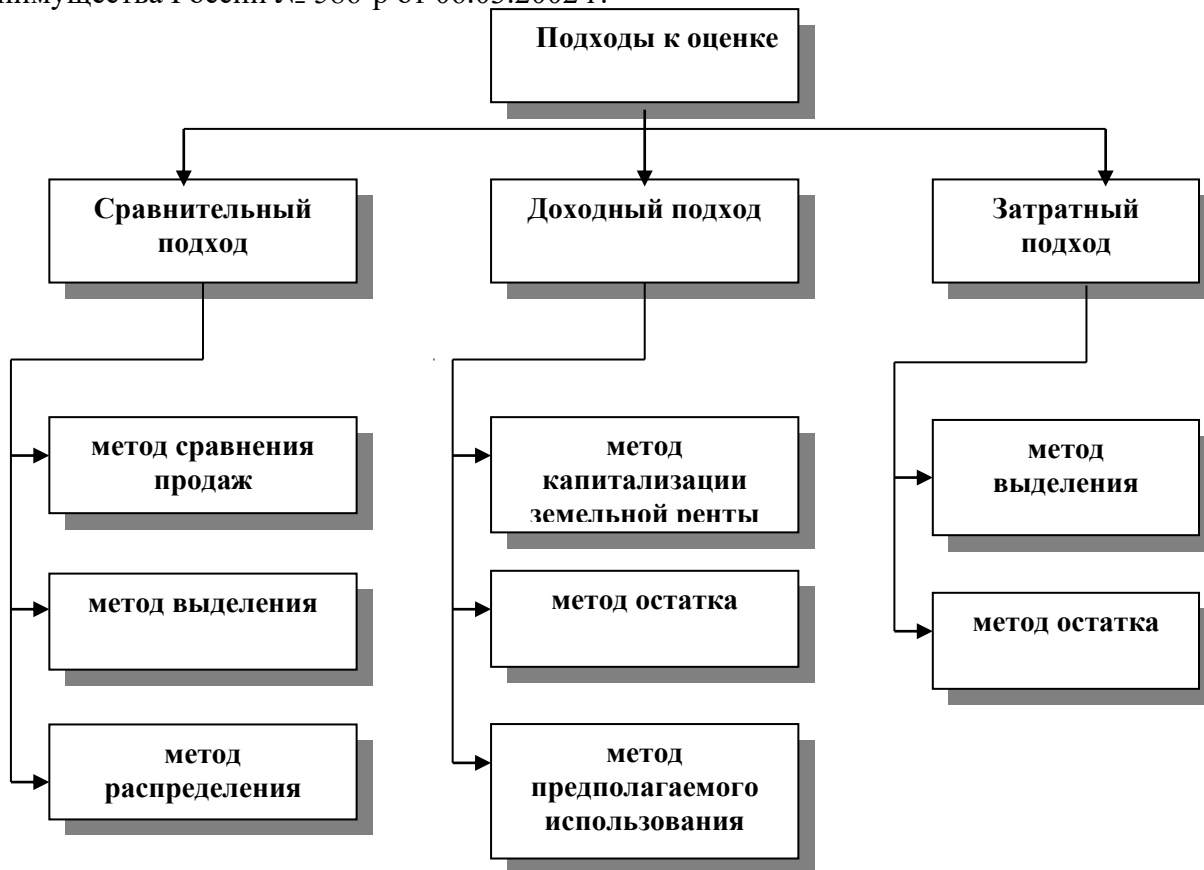 Подходы к оценке
Сравнительный
подход
Доходный подход
Затратный
подход
метод сравнения
продаж
метод
капитализации
земельной ренты
метод
выделения
метод выделения
метод остатка
метод остатка
метод
распределения
метод
предполагаемого
использования